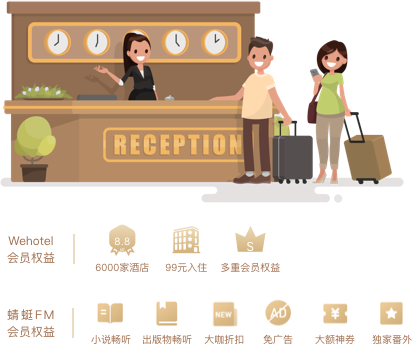 RECEPTION
Wehotel
会员权益
8.8
6000家酒店
99元入住
S
多重会员权益
蜻蜓FM
会员权益
小说畅听
出版物畅听
NEW
大咖折扣
AD
免广告
¥
大额神券
独家番外